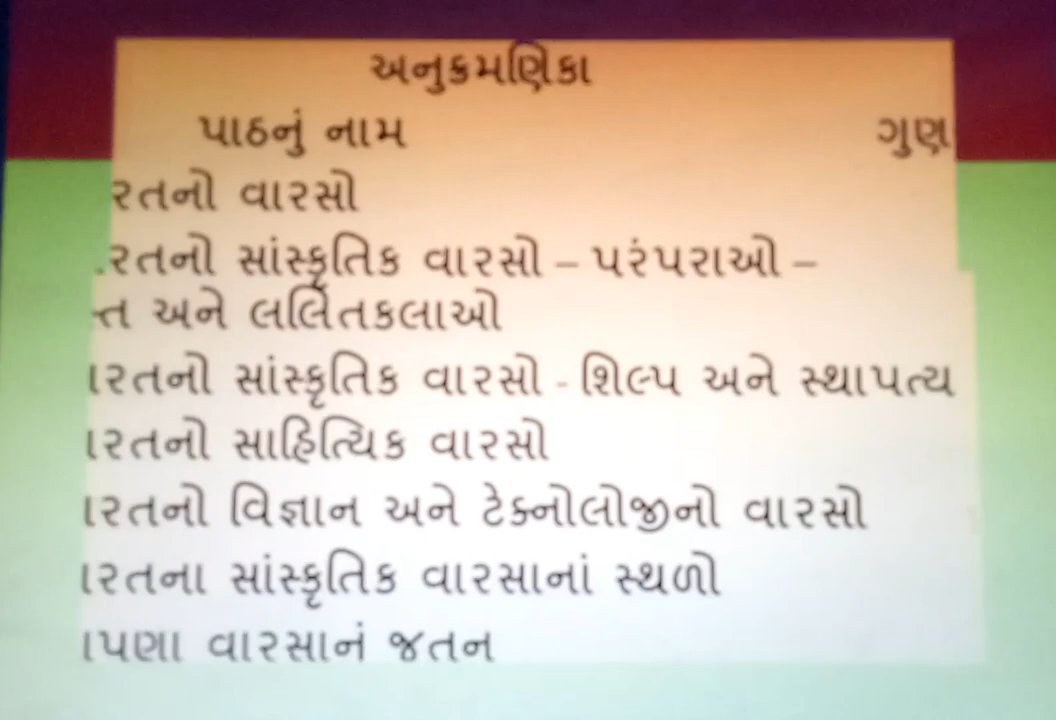 અનુક્રમણિકા
પાઠનું નામ ગુણ
રતનો વારસો
રતનો સાંસ્કૃતિક વારસો – પરંપરાઓ –
ત અને લલિતકલાઓ
ારતનો સાંસ્કૃતિક વારસો - શિલ્પ અને સ્થાપત્ય
ારતનો સાહિત્યિક વારસો
ારતનો વિજ્ઞાન અને ટેક્નોલોજીનો વારસો
ારતના સાંસ્કૃતિક વારસાનાં સ્થળો
ાપણા વારસાનં જતન